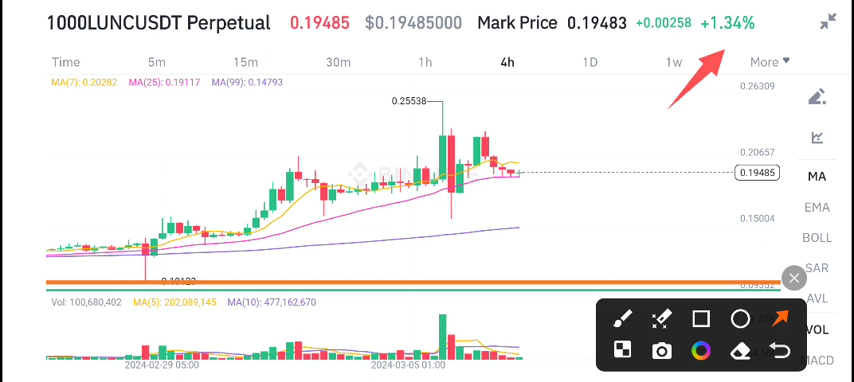 1000LUNCUSDT Perpetual 0.19485 $0.19485000 Mark Price 0.19483 +0.00258 +1.34%
Time 5m 15m 30m 1h 4h 1D 1w More
MA(7): 0.20282 MA(25): 0.19117 MA(99): 0.14793
0.26309
0.25538
0.20657
0.19485
MA
EMA
0.15004
BOLL
SAR
AVL
Vol: 100,680,402 MA(5): 202,089,145 MA(10): 477,162,670
VOL
MACD
2024-02-29 05:00 2024-03-05 01:00